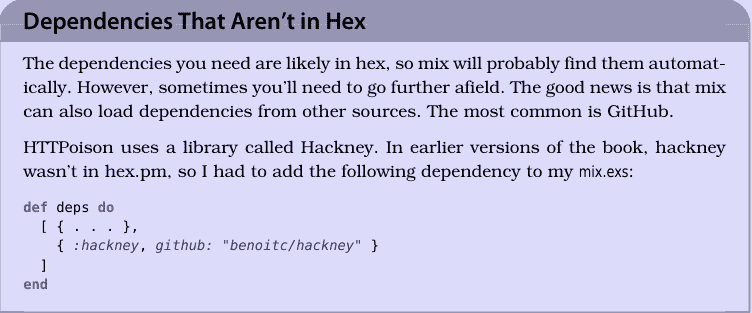 Dependencies That Aren’t in Hex
The dependencies you need are likely in hex, so mix will probably find them automat-
ically. However, sometimes you’ll need to go further afield. The good news is that mix
can also load dependencies from other sources. The most common is GitHub.
HTTPoison uses a library called Hackney. In earlier versions of the book, hackney
wasn’t in hex.pm, so I had to add the following dependency to my mix.exs:
def deps do
  [ { . . . },
    { :hackney, github: "benoitc/hackney" }
  ]
end